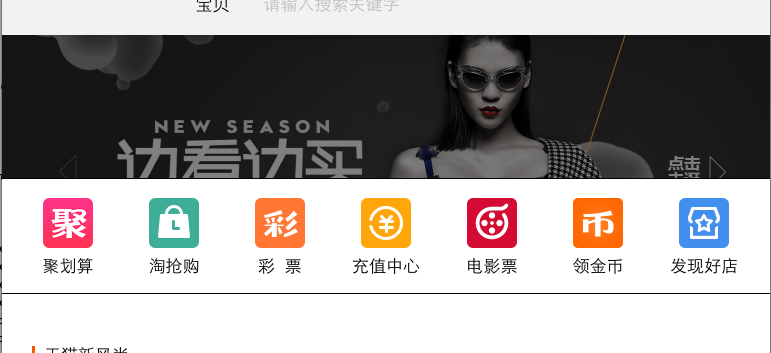 宝贝 请输入搜索关键字
NEW SEASON
边看边买
点击
聚 彩 币
聚划算 淘抢购 彩 票 充值中心 电影票 领金币 发现好店
天猫新风尚